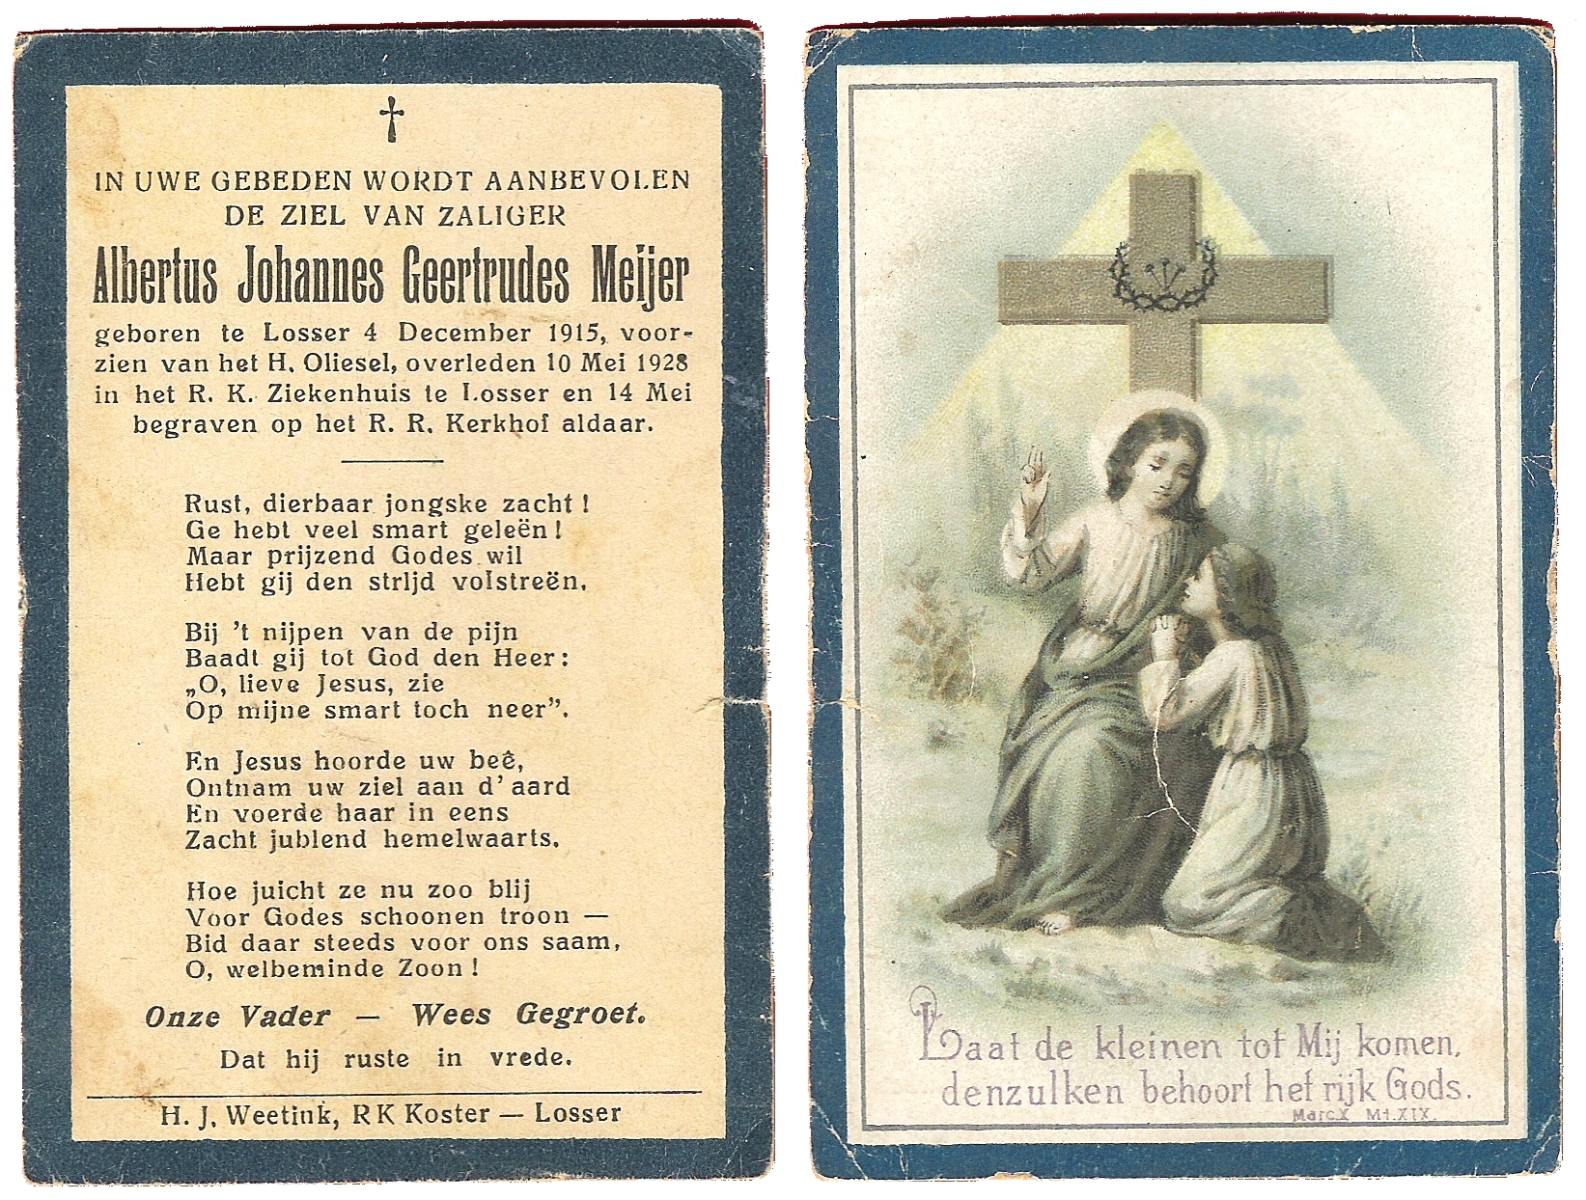 IN UWE GEBEDEN WORDT AANBEVOLEN
DE ZIEL VAN ZALIGER
Albertus Johannes Geertrudes Meijer
geboren te Losser 4 December 1915, voor-
zien van het H. Oliesel, overleden 10 Mei 1928
in het R. K. Ziekenhuis te Losser en 14 Mei
begraven op het R. R. Kerkhof aldaar.
Rust, dierbaar jongske zacht !
Ge hebt veel smart geleën !
Maar prijzend Godes wil
Hebt gij den strijd volstreën.
Bij 't nijpen van de pijn
Baadt gij tot God den Heer :
„O, lieve Jesus, zie
Op mijne smart toch neer”.
En Jesus hoorde uw beê,
Ontnam uw ziel aan d' aard
En voerde haar in eens
Zacht jublend hemelwaarts.
Hoe juicht ze nu zoo blij
Voor Godes schoonen troon —
Bid daar steeds voor ons saam,
O, welbeminde Zoon !
Onze Vader — Wees Gegroet.
Dat hij ruste in vrede.
H. J. Weetink, RK Koster — Losser
Laat de kleinen tot Mij komen,
denzulken behoort het rijk Gods.
Marc.X Mt.XIX.